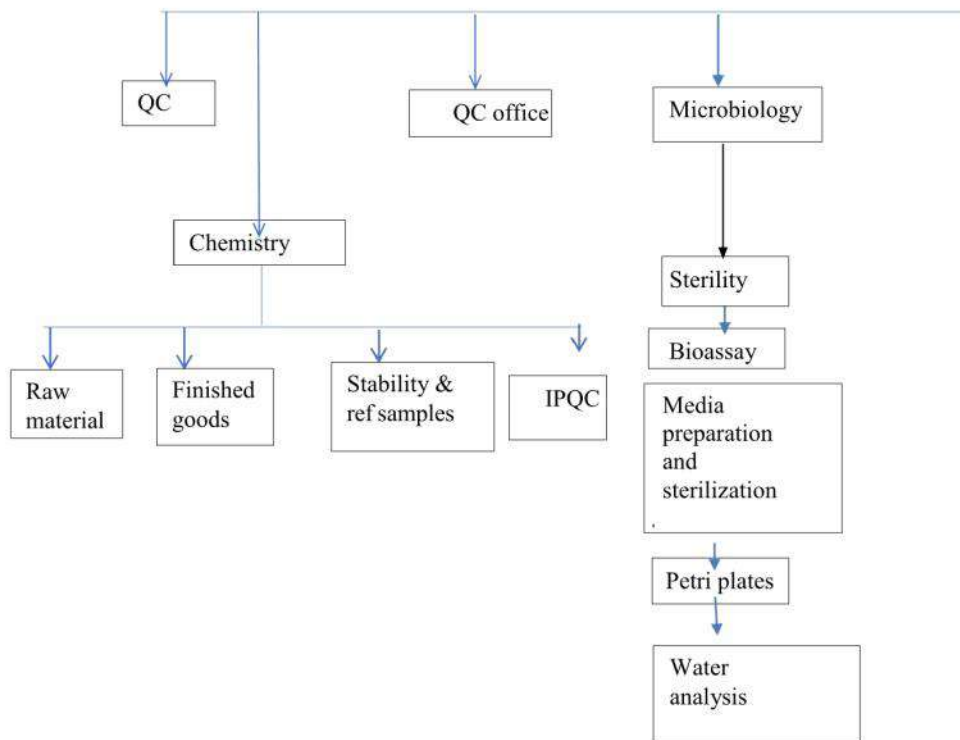 QC
QC office
Microbiology
Chemistry
Sterility
Bioassay
Raw
material
Finished
goods
Stability &
ref samples
IPQC
Media
preparation
and
sterilization
.
Petri plates
Water
analysis